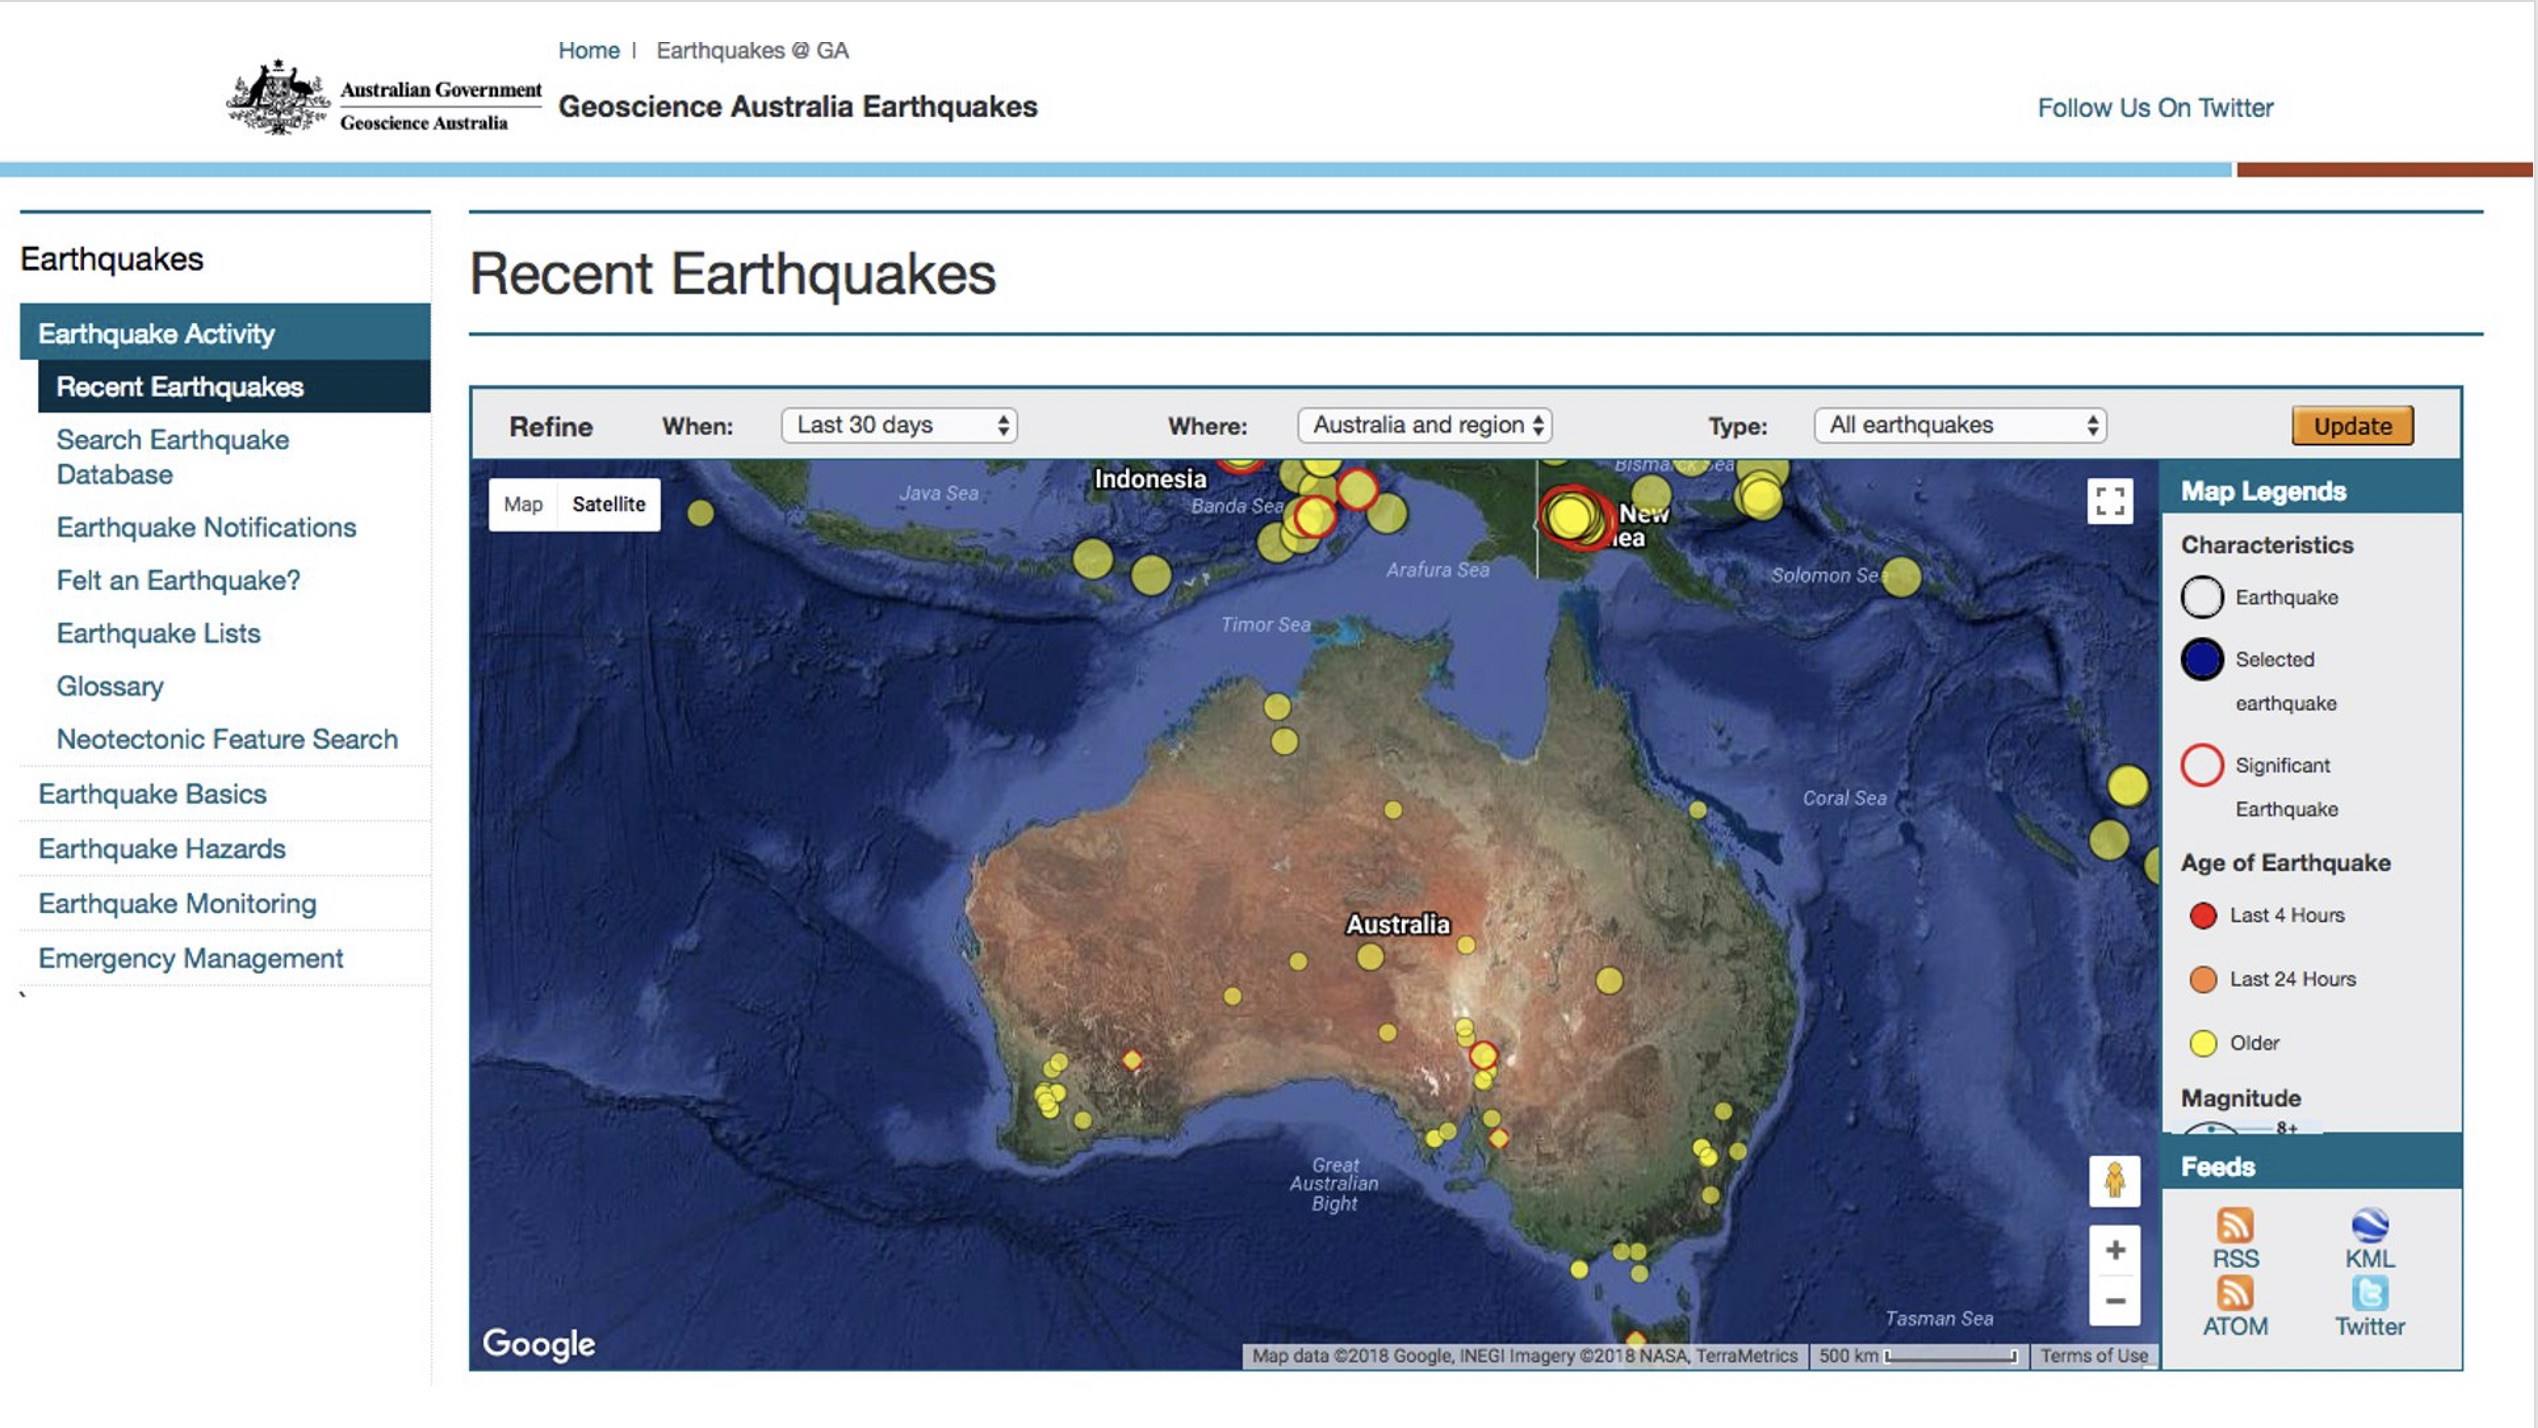 Home | Earthquakes @ GA
Australian Government
Geoscience Australia
Geoscience Australia Earthquakes
Follow Us On Twitter
Earthquakes
Earthquake Activity
Recent Earthquakes
Search Earthquake
Database
Earthquake Notifications
Felt an Earthquake?
Earthquake Lists
Glossary
Neotectonic Feature Search
Earthquake Basics
Earthquake Hazards
Earthquake Monitoring
Emergency Management
`
Recent Earthquakes
Refine When: Last 30 days Where: Australia and region Type: All earthquakes Update
Map Satellite
Java Sea
Indonesia
Banda Sea
Bismarck Sea
New
nea
Arafura Sea
Solomon Sea
Timor Sea
Coral Sea
Australia
Great
Australian
Bight
Tasman Sea
+
−
Google
Map data ©2018 Google, INEGI Imagery ©2018 NASA, TerraMetrics 500 km Terms of Use
Map Legends
Characteristics
Earthquake
Selected
earthquake
Significant
Earthquake
Age of Earthquake
Last 4 Hours
Last 24 Hours
Older
Magnitude
8+
Feeds
RSS KML
ATOM Twitter